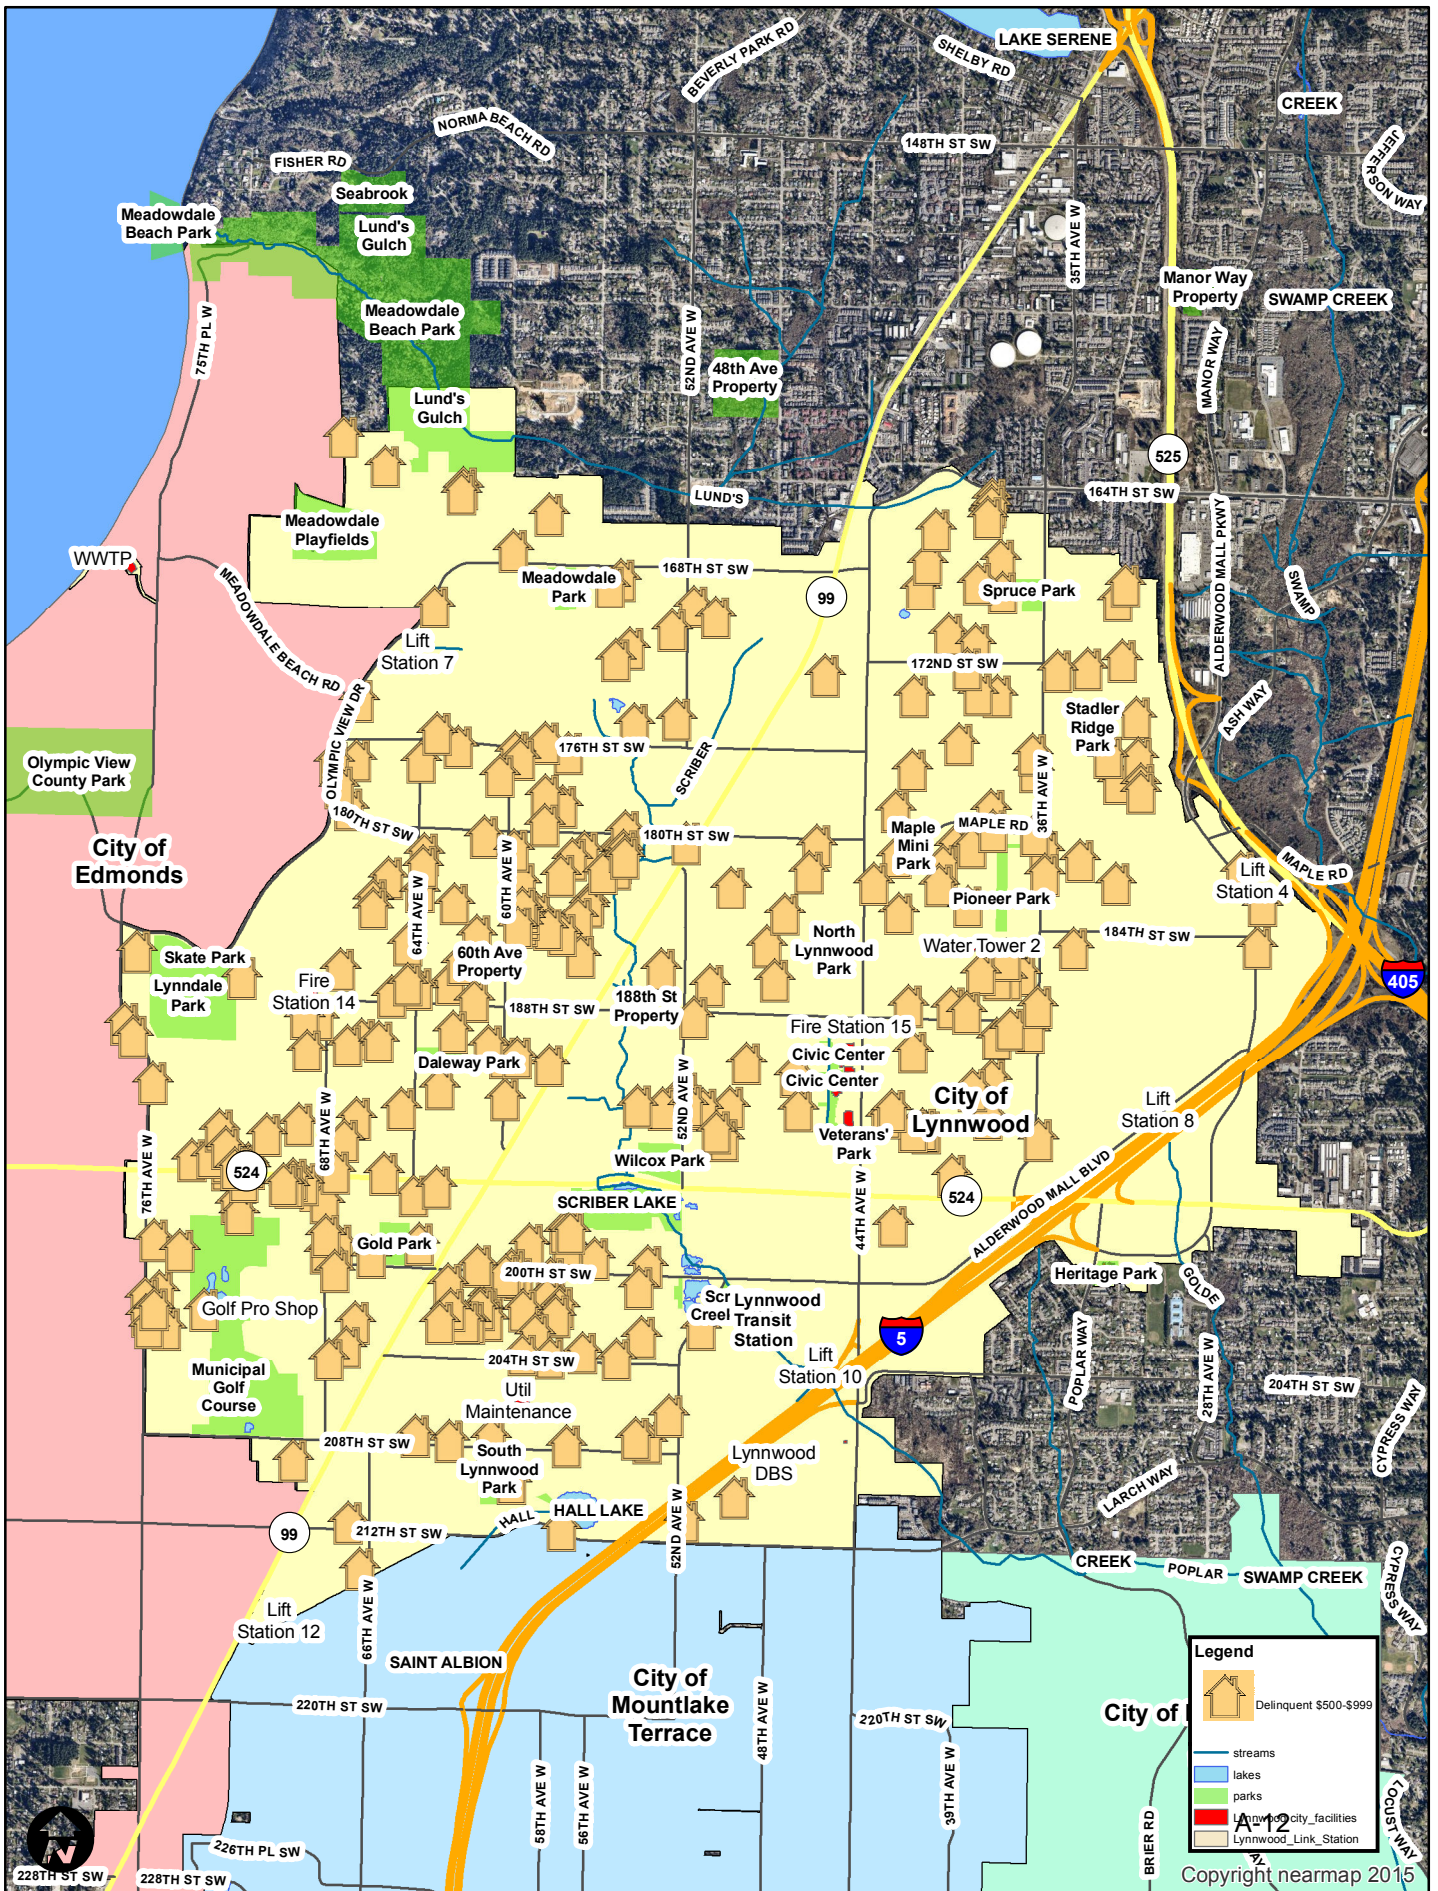 LAKE SERENE
BEVERLY PARK RD
SHELBY RD
CREEK
NORMA BEACH RD
148TH ST SW
JEFFERSON WAY
FISHER RD
Seabrook
Meadowdale
Beach Park
Lund's
Gulch
35TH AVE W
Manor Way
Property
SWAMP CREEK
75TH PL W
Meadowdale
Beach Park
52ND AVE W
48th Ave
Property
MANOR WAY
Lund's
Gulch
525
LUND'S
164TH ST SW
Meadowdale
Playfields
ALDERWOOD MALL PKWY
WWTP
168TH ST SW
Meadowdale
Park
99
Spruce Park
SWAMP
MEADOWDALE BEACH RD
Lift
Station 7
172ND ST SW
OLYMPIC VIEW DR
Stadler
Ridge
Park
ASH WAY
176TH ST SW
SCRIBER
Olympic View
County Park
36TH AVE W
180TH ST SW
180TH ST SW
MAPLE RD
Maple
Mini
Park
City of
Edmonds
60TH AVE W
64TH AVE W
MAPLE RD
Lift
Station 4
Pioneer Park
North
Lynnwood
Park
Water Tower 2
184TH ST SW
Skate Park
Lynndale
Park
60th Ave
Property
Fire
Station 14
188th St
Property
188TH ST SW
405
Fire Station 15
Civic Center
Civic Center
Daleway Park
52ND AVE W
City of
Lynnwood
Lift
Station 8
68TH AVE W
Veterans'
Park
76TH AVE W
524
Wilcox Park
SCRIBER LAKE
524
44TH AVE W
ALDERWOOD MALL BLVD
Gold Park
200TH ST SW
Heritage Park
GOLDE
Golf Pro Shop
Scr
Creek
Lynnwood
Transit
Station
5
POPLAR WAY
28TH AVE W
204TH ST SW
Lift
Station 10
204TH ST SW
Municipal
Golf
Course
CYPRESS WAY
Util
Maintenance
208TH ST SW
South
Lynnwood
Park
Lynnwood
DBS
LARCH WAY
HALL
HALL LAKE
52ND AVE W
99
212TH ST SW
CREEK
POPLAR
SWAMP CREEK
CYPRESS WAY
66TH AVE W
Lift
Station 12
SAINT ALBION
City of
Mountlake
Terrace
220TH ST SW
48TH AVE W
220TH ST SW
City of
58TH AVE W
56TH AVE W
39TH AVE W
BRIER RD
LOCUST WAY
226TH PL SW
228TH ST SW
228TH ST SW
Legend
Delinquent $500-$999
streams
lakes
parks
Lynnwood city_facilities
A-12
Lynnwood_Link_Station
N
Copyright nearmap 2015